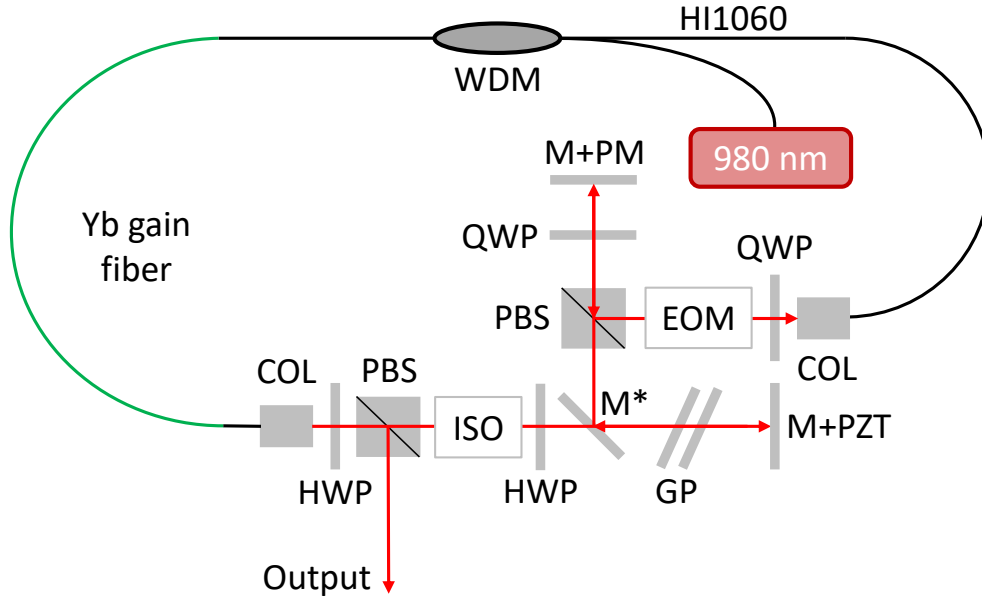 HI1060
WDM
M+PM
980 nm
Yb gain
fiber
QWP
QWP
PBS
EOM
COL
COL
PBS
M*
ISO
M+PZT
HWP
HWP
GP
Output